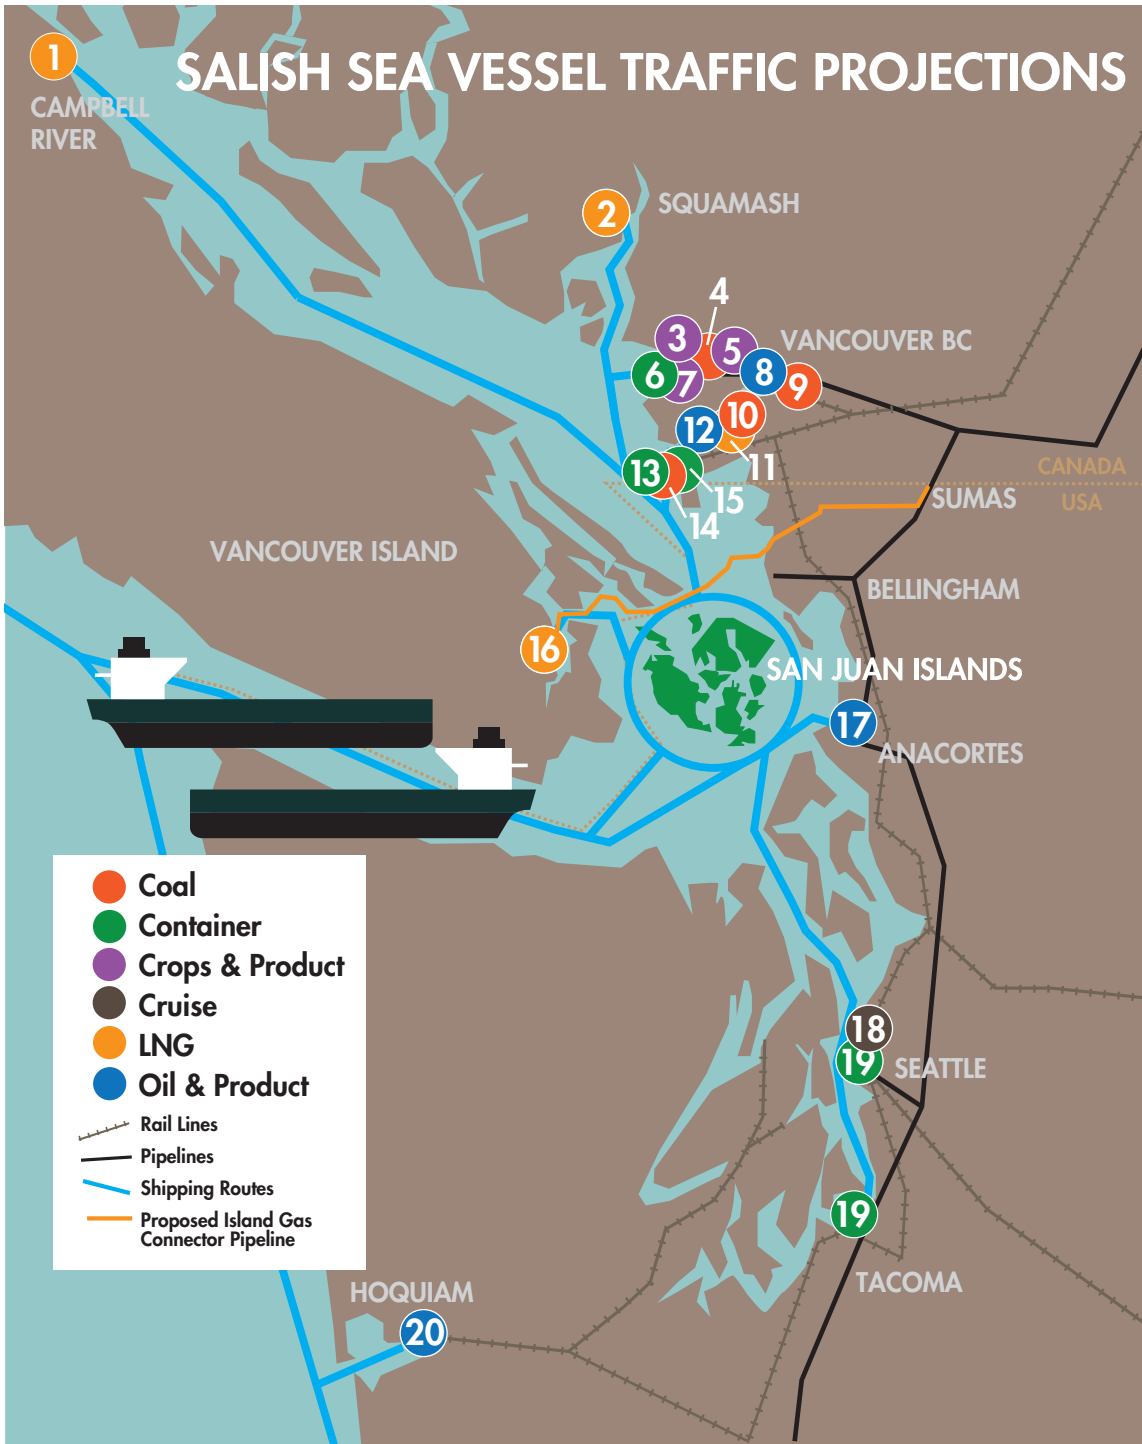 SALISH SEA VESSEL TRAFFIC PROJECTIONS
1
CAMPBELL
RIVER
2
SQUAMASH
4
3
5
VANCOUVER BC
6
7
8
9
10
12
11
13
15
14
CANADA
USA
SUMAS
VANCOUVER ISLAND
BELLINGHAM
16
SAN JUAN ISLANDS
17
ANACORTES
Coal
Container
Crops & Product
Cruise
LNG
Oil & Product
Rail Lines
Pipelines
Shipping Routes
Proposed Island Gas
Connector Pipeline
18
19
SEATTLE
19
TACOMA
HOQUIAM
20